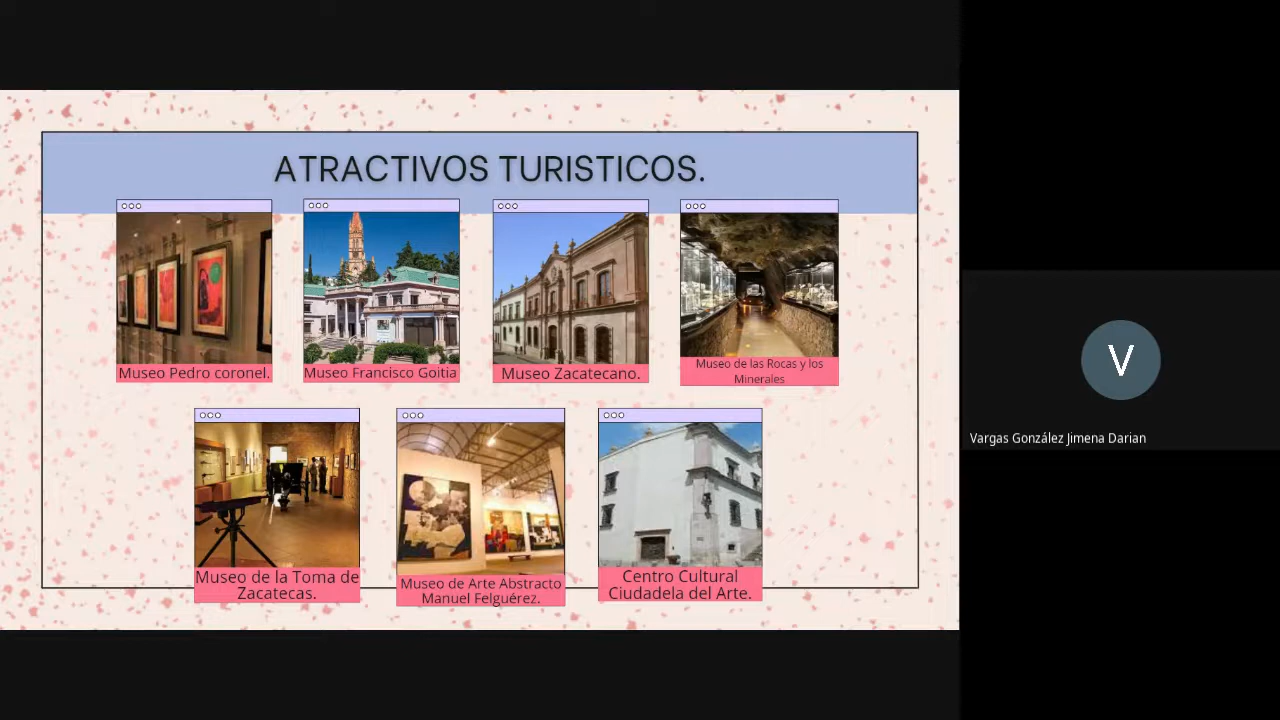 ATRACTIVOS TURISTICOS.
Museo Pedro coronel.
Museo Francisco Goitia
Museo Zacatecano.
Museo de las Rocas y los
Minerales
Museo de la Toma de
Zacatecas.
Museo de Arte Abstracto
Manuel Felguérez.
Centro Cultural
Ciudadela del Arte.
V
Vargas González Jimena Darian